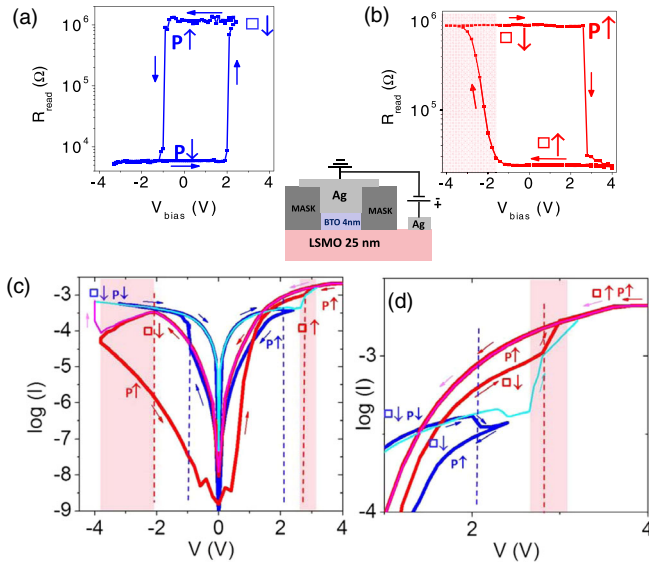 (a)
10⁶
10⁵
10⁴
R_read (Ω)
P↑
□↓
P↓
-4 -2 0 2 4
V_bias (V)
(b)
10⁶
10⁵
R_read (Ω)
P↑
□↓
□↑
-4 -2 0 2 4
V_bias (V)
Ag
MASK
MASK
BTO 4nm
Ag
LSMO 25 nm
(c)
-3
-4
-5
-6
-7
-8
-9
log (I)
□↓ P↓
□↓
P↑
P↑
□↑
P↑
-4 -2 0 2 4
V (V)
(d)
-3
-4
log (I)
□↑ P↑
P↑
□↓
□↓ P↓
□↓
P↑
2 3 4
V (V)